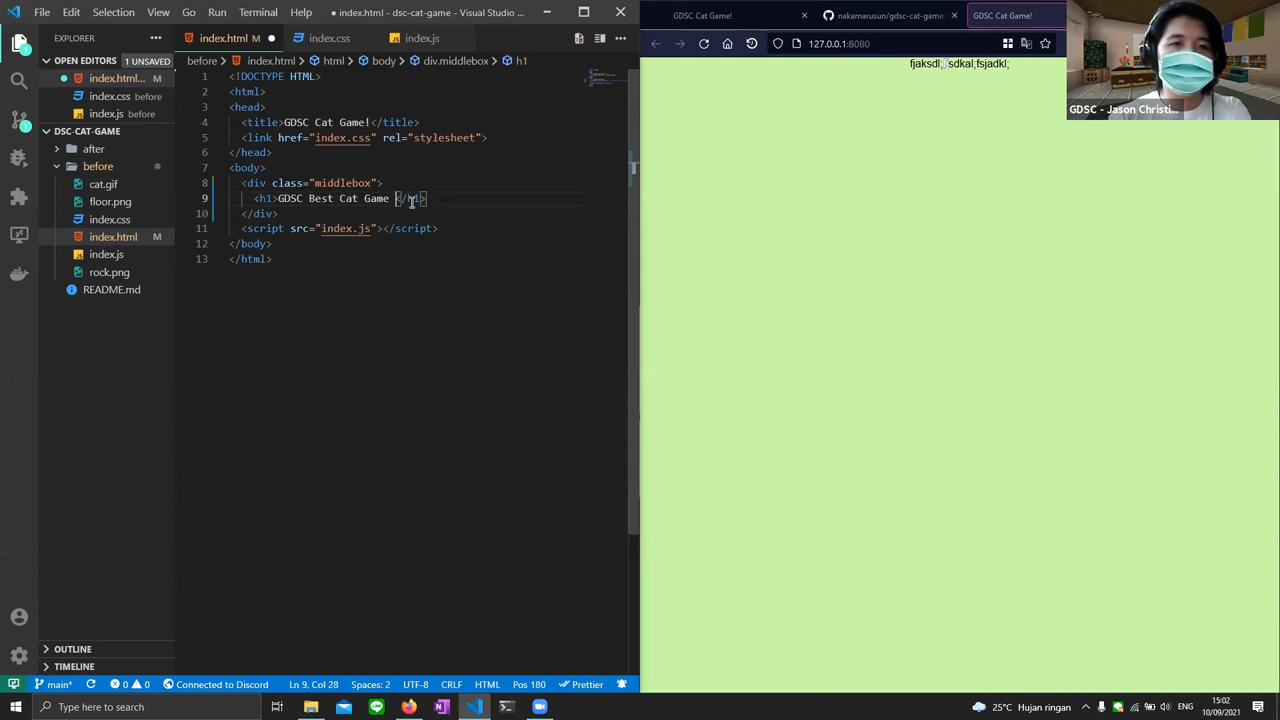 File Edit Selection View Go Run Terminal Help
● index.html - dsc-cat-game - Visual Studio ...
EXPLORER
OPEN EDITORS 1 UNSAVED
index.html... M
index.css before
index.js before
DSC-CAT-GAME
after
before
cat.gif
floor.png
index.css
index.html M
index.js
rock.png
README.md
OUTLINE
TIMELINE
index.html ●
index.css
index.js
before > index.html > html > body > div.middlebox > h1
1 <!DOCTYPE HTML>
2 <html>
3 <head>
4 <title>GDSC Cat Game!</title>
5 <link href="index.css" rel="stylesheet">
6 </head>
7 <body>
8 <div class="middlebox">
9 <h1>GDSC Best Cat Game </h1>
10 </div>
11 <script src="index.js"></script>
12 </body>
13 </html>
main* 0 0 Connected to Discord Ln 9, Col 28 Spaces: 2 UTF-8 CRLF HTML Pos 180 Prettier
GDSC Cat Game!
nakamarusun/gdsc-cat-game:
GDSC Cat Game!
127.0.0.1:8080
fjaksdl;fjsdkal;fsjadkl;
GDSC - Jason Christi...
Type here to search
25°C Hujan ringan
15:02
10/09/2021